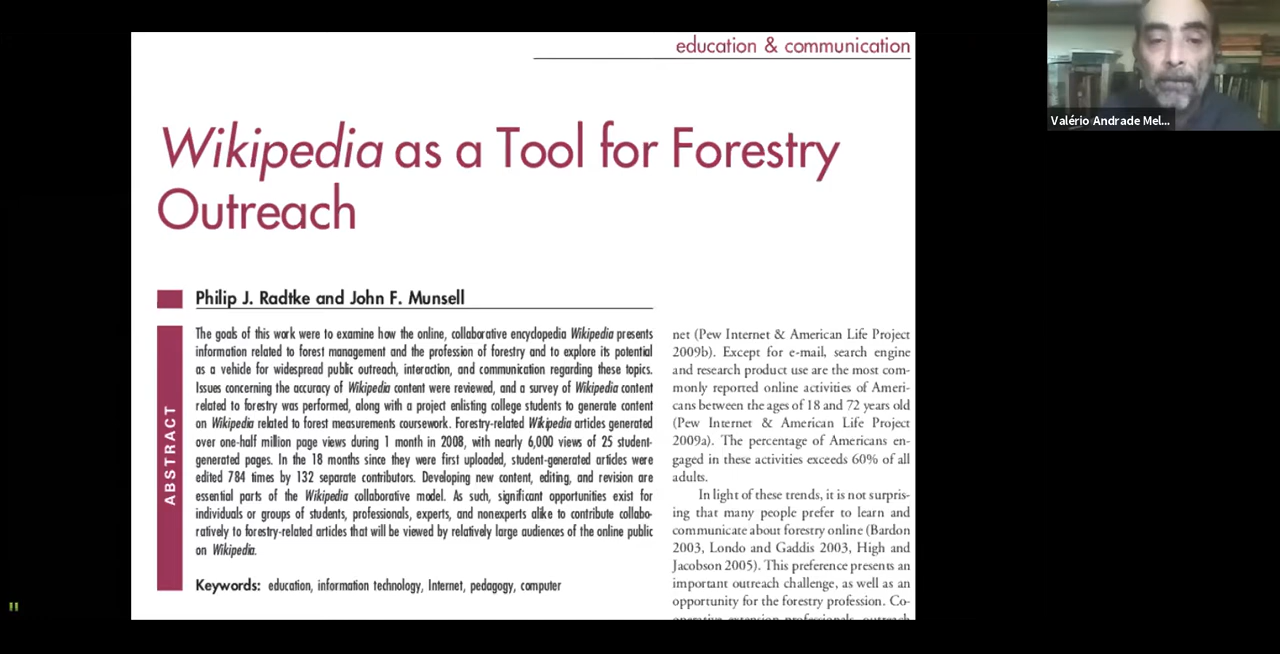 education & communication
Wikipedia as a Tool for Forestry
Outreach
Philip J. Radtke and John F. Munsell
ABSTRACT
The goals of this work were to examine how the online, collaborative encyclopedia Wikipedia presents
information related to forest management and the profession of forestry and to explore its potential
as a vehicle for widespread public outreach, interaction, and communication regarding these topics.
Issues concerning the accuracy of Wikipedia content were reviewed, and a survey of Wikipedia content
related to forestry was performed, along with a project enlisting college students to generate content
on Wikipedia related to forest measurements coursework. Forestry-related Wikipedia articles generated
over one-half million page views during 1 month in 2008, with nearly 6,000 views of 25 student-
generated pages. In the 18 months since they were first uploaded, student-generated articles were
edited 784 times by 132 separate contributors. Developing new content, editing, and revision are
essential parts of the Wikipedia collaborative model. As such, significant opportunities exist for
individuals or groups of students, professionals, experts, and nonexperts alike to contribute collabo-
ratively to forestry-related articles that will be viewed by relatively large audiences of the online public
on Wikipedia.
Keywords: education, information technology, Internet, pedagogy, computer
net (Pew Internet & American Life Project
2009b). Except for e-mail, search engine
and research product use are the most com-
monly reported online activities of Ameri-
cans between the ages of 18 and 72 years old
(Pew Internet & American Life Project
2009a). The percentage of Americans en-
gaged in these activities exceeds 60% of all
adults.
In light of these trends, it is not surpris-
ing that many people prefer to learn and
communicate about forestry online (Bardon
2003, Londo and Gaddis 2003, High and
Jacobson 2005). This preference presents an
important outreach challenge, as well as an
opportunity for the forestry profession. Co-
operative extension professionals, outreach
Valério Andrade Mel...
"